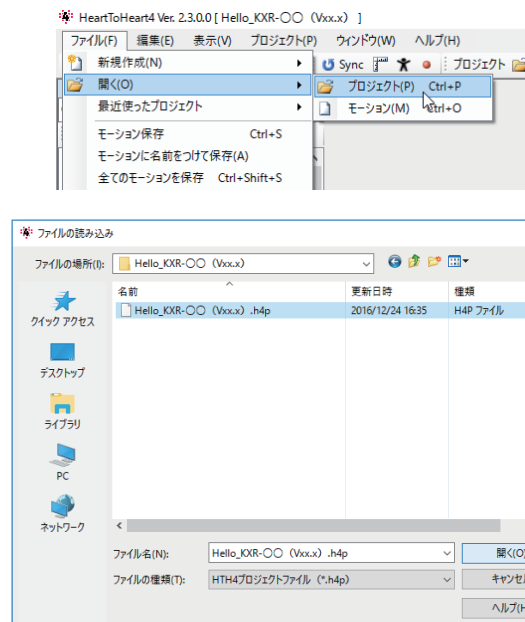 HeartToHeart4 Ver. 2.3.0.0 [ Hello_KXR-〇〇（Vxx.x） ]
ファイル(F) 編集(E) 表示(V) プロジェクト(P) ウィンドウ(W) ヘルプ(H)
新規作成(N)
Sync プロジェクト
開く(O)
プロジェクト(P) Ctrl+P
最近使ったプロジェクト
モーション(M) Ctrl+O
モーション保存 Ctrl+S
モーションに名前をつけて保存(A)
全てのモーションを保存 Ctrl+Shift+S
ファイルの読み込み
ファイルの場所(I): Hello_KXR-〇〇（Vxx.x）
名前 更新日時 種類
Hello_KXR-〇〇（Vxx.x）.h4p 2016/12/24 16:35 H4P ファイル
クイック アクセス
デスクトップ
ライブラリ
PC
ネットワーク
ファイル名(N): Hello_KXR-〇〇（Vxx.x）.h4p 開く(O)
ファイルの種類(T): HTH4プロジェクトファイル（*.h4p） キャンセル
ヘルプ(H